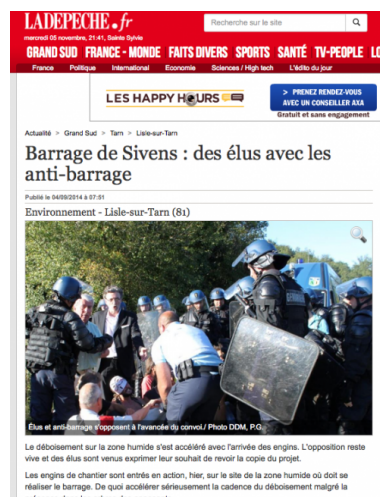 LADEPECHE.fr
Recherche sur le site
mercredi 05 novembre, 21:41, Sainte Sylvie
GRAND SUD FRANCE - MONDE FAITS DIVERS SPORTS SANTÉ TV-PEOPLE
France Politique International Economie Sciences / High tech L'édito du jour
LES HAPPY HOURS
> PRENEZ RENDEZ-VOUS
AVEC UN CONSEILLER AXA
Gratuit et sans engagement
Actualité > Grand Sud > Tarn > Lisle-sur-Tarn
Barrage de Sivens : des élus avec les
anti-barrage
Publié le 04/09/2014 à 07:51
Environnement - Lisle-sur-Tarn (81)
GENDARMERIE
Élus et anti-barrage s'opposent à l'avancée du convoi./ Photo DDM, P.G.
Le déboisement sur la zone humide s'est accéléré avec l'arrivée des engins. L'opposition reste
vive et des élus sont venus exprimer leur souhait de revoir la copie du projet.
Les engins de chantier sont entrés en action, hier, sur le site de la zone humide où doit se
réaliser le barrage. De quoi accélérer sérieusement la cadence du déboisement malgré la